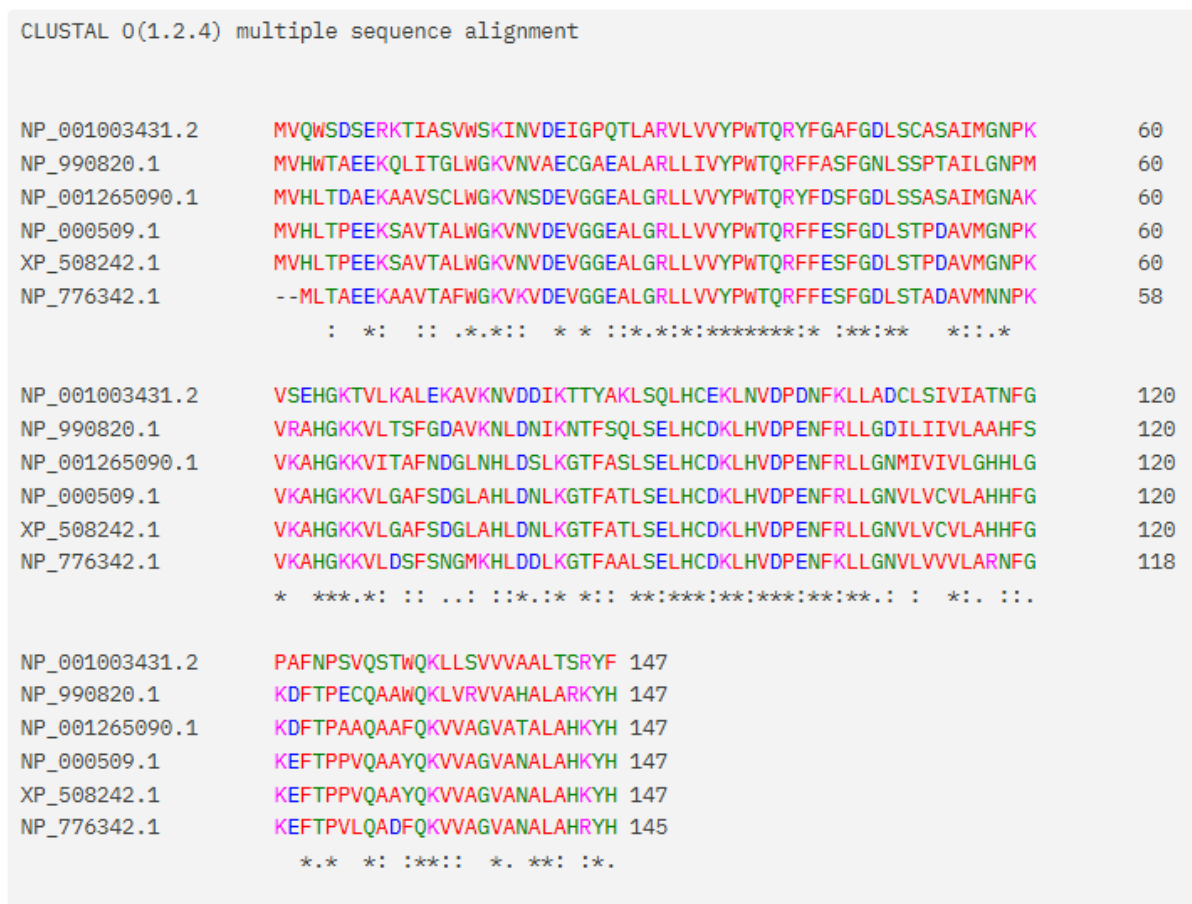 CLUSTAL O(1.2.4) multiple sequence alignment
NP_001003431.2 MVQWSDSERKTIASVWSKINVDEIGPQTLARVLVVYPWTQRYFGAFGDLSCASAIMGNPK 60
NP_990820.1 MVHWTAEEKQLITGLWGKVNVAECGAEALARLLIVYPWTQRFFASFGNLSSPTAILGNPM 60
NP_001265090.1 MVHLTDAEKAAVSCLWGKVNSDEVGGEALGRLLVVYPWTQRYFDSFGDLSSASAIMGNAK 60
NP_000509.1 MVHLTPEEKSAVTALWGKVNVDEVGGEALGRLLVVYPWTQRFFESFGDLSTPDAVMGNPK 60
XP_508242.1 MVHLTPEEKSAVTALWGKVNVDEVGGEALGRLLVVYPWTQRFFESFGDLSTPDAVMGNPK 60
NP_776342.1 --MLTAEEKAAVTAFWGKVKVDEVGGEALGRLLVVYPWTQRFFESFGDLSTADAVMNNPK 58
: *: :: .*.*:: * * ::*.*:*:*******:* :**:** *::.*
NP_001003431.2 VSEHGKTVLKALEKAVKNVDDIKTTYAKLSQLHCEKLNVDPDNFKLLADCLSIVIATNFG 120
NP_990820.1 VRAHGKKVLTSFGDAVKNLDNIKNTFSQLSELHCDKLHVDPENFRLLGDILIIVLAAHFS 120
NP_001265090.1 VKAHGKKVITAFNDGLNHLDSLKGTFASLSELHCDKLHVDPENFRLLGNMIVIVLGHHLG 120
NP_000509.1 VKAHGKKVLGAFSDGLAHLDNLKGTFATLSELHCDKLHVDPENFRLLGNVLVCVLAHHFG 120
XP_508242.1 VKAHGKKVLGAFSDGLAHLDNLKGTFATLSELHCDKLHVDPENFRLLGNVLVCVLAHHFG 120
NP_776342.1 VKAHGKKVLDSFSNGMKHLDDLKGTFAALSELHCDKLHVDPENFKLLGNVLVVVLARNFG 118
* ***.*: :: ..: ::*.:* *:: **:***:**:***:**:**.: : *:. ::.
NP_001003431.2 PAFNPSVQSTWQKLLSVVVAALTSRYF 147
NP_990820.1 KDFTPECQAAWQKLVRVVAHALARKYH 147
NP_001265090.1 KDFTPAAQAAFQKVVAGVATALAHKYH 147
NP_000509.1 KEFTPPVQAAYQKVVAGVANALAHKYH 147
XP_508242.1 KEFTPPVQAAYQKVVAGVANALAHKYH 147
NP_776342.1 KEFTPVLQADFQKVVAGVANALAHRYH 145
*.* *: :**:: *. **: :*.